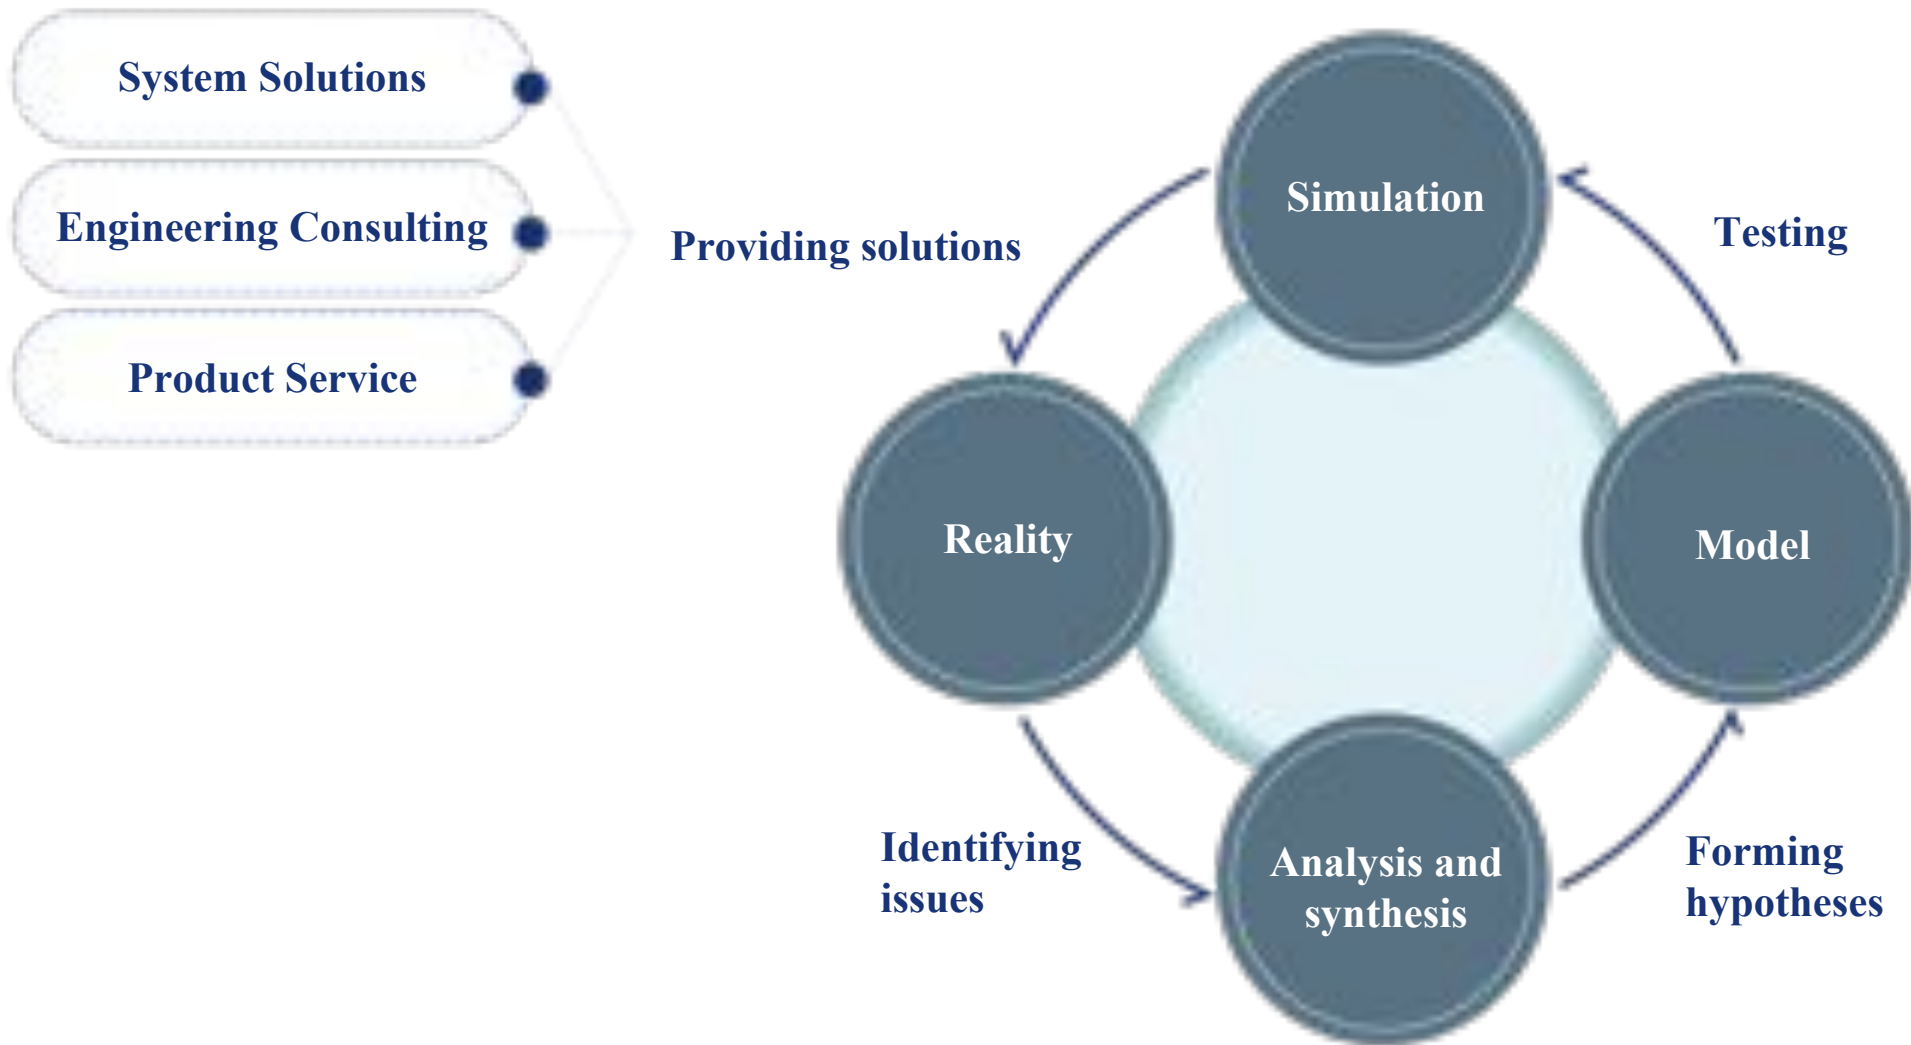 System Solutions
Engineering Consulting
Product Service
Providing solutions
Simulation
Testing
Reality
Model
Identifying
issues
Analysis and
synthesis
Forming
hypotheses